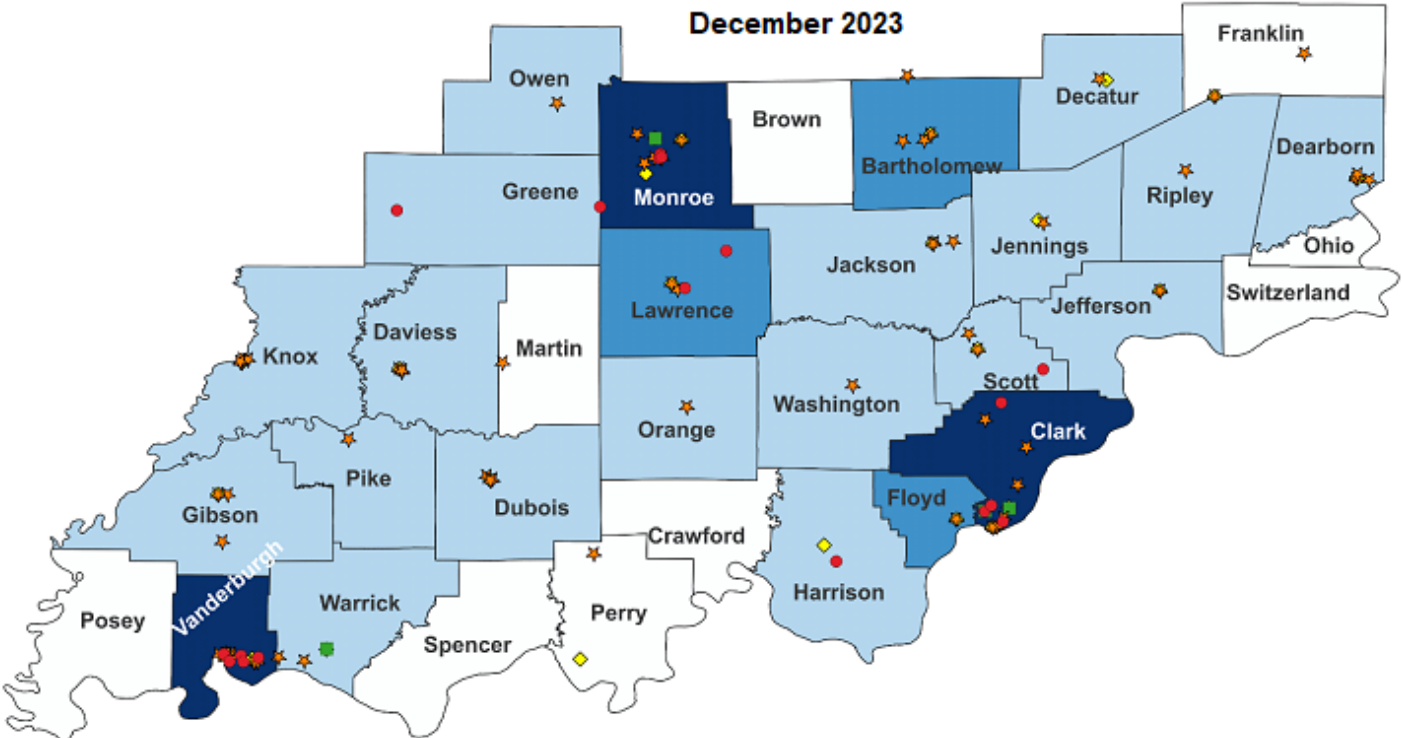 December 2023
Franklin
Owen
Decatur
Brown
Dearborn
Bartholomew
Greene
Monroe
Ripley
Jennings
Ohio
Jackson
Switzerland
Lawrence
Jefferson
Daviess
Knox
Martin
Scott
Washington
Orange
Clark
Pike
Floyd
Dubois
Gibson
Crawford
Vanderburgh
Harrison
Warrick
Posey
Perry
Spencer